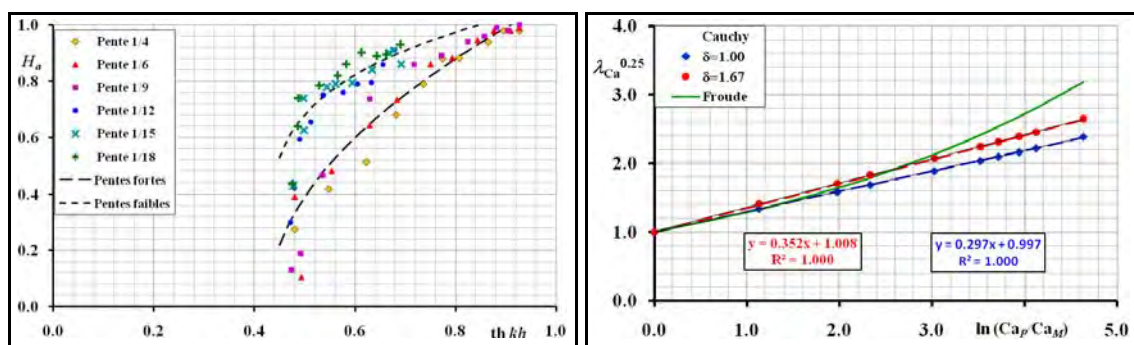 1.0
H_a
0.8
0.6
0.4
0.2
0.0
Pente 1/4
Pente 1/6
Pente 1/9
Pente 1/12
Pente 1/15
Pente 1/18
Pentes fortes
Pentes faibles
0.0 0.2 0.4 0.6 0.8 1.0
th kh
4.0
λCa^0.25
3.0
2.0
1.0
0.0
Cauchy
δ=1.00
δ=1.67
Froude
y = 0.352x + 1.008
R² = 1.000
y = 0.297x + 0.997
R² = 1.000
0.0 1.0 2.0 3.0 4.0 5.0
ln (CaP/CaM)